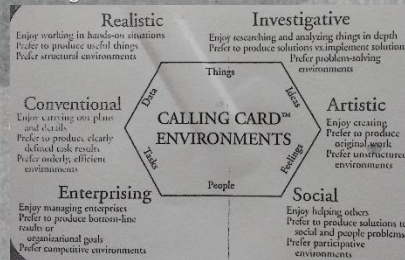 Realistic
Enjoy working in hands-on situations
Prefer to produce useful things
Prefer structural environments
Investigative
Enjoy researching and analyzing things in depth
Prefer to produce solutions vs.implement solutions
Prefer problem-solving
environments
Things
Data
Ideas
Conventional
Enjoy carrying out plans
and details
Prefer to produce clearly
defined task results
Prefer orderly, efficient
environments
CALLING CARD™
ENVIRONMENTS
Artistic
Enjoy creating
Prefer to produce
original work
Prefer unstructured
environments
Tasks
Feelings
People
Enterprising
Enjoy managing enterprises
Prefer to produce bottom-line
results or
organizational goals
Prefer competitive environments
Social
Enjoy helping others
Prefer to produce solutions to
social and people problems
Prefer participative
environments